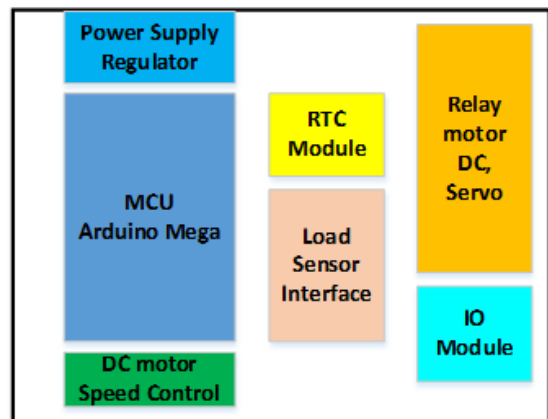 Power Supply
Regulator
MCU
Arduino Mega
DC motor
Speed Control
RTC
Module
Load
Sensor
Interface
Relay
motor
DC,
Servo
IO
Module